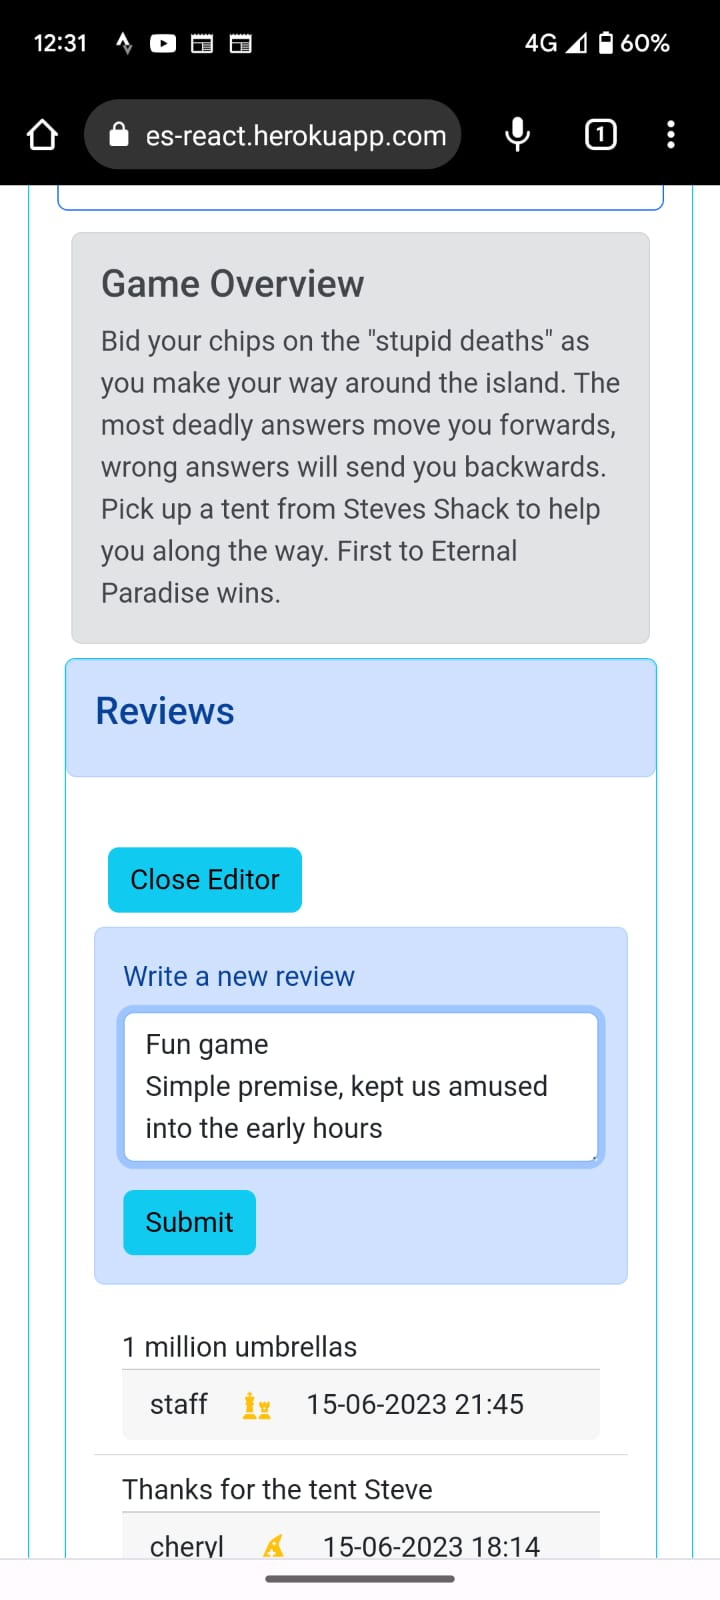 12:31
4G 60%
es-react.herokuapp.com
1
Game Overview
Bid your chips on the "stupid deaths" as
you make your way around the island. The
most deadly answers move you forwards,
wrong answers will send you backwards.
Pick up a tent from Steves Shack to help
you along the way. First to Eternal
Paradise wins.
Reviews
Close Editor
Write a new review
Fun game
Simple premise, kept us amused
into the early hours
Submit
1 million umbrellas
staff 15-06-2023 21:45
Thanks for the tent Steve
cheryl 15-06-2023 18:14